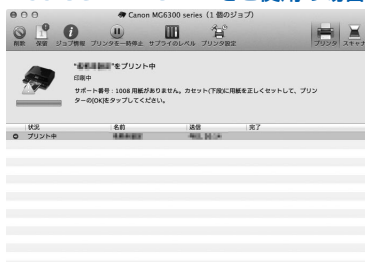 ご使用の場合
Canon MG6300 series（1 個のジョブ）
削除 保留 ジョブ情報 プリンタを一時停止 サプライのレベル プリンタ設定 プリンタ スキャナ
"をプリント中
印刷中
サポート番号：1008 用紙がありません。カセット(下段)に用紙を正しくセットして、プリン
ターの[OK]をタップしてください。
状況 名前 送信 完了
プリント中